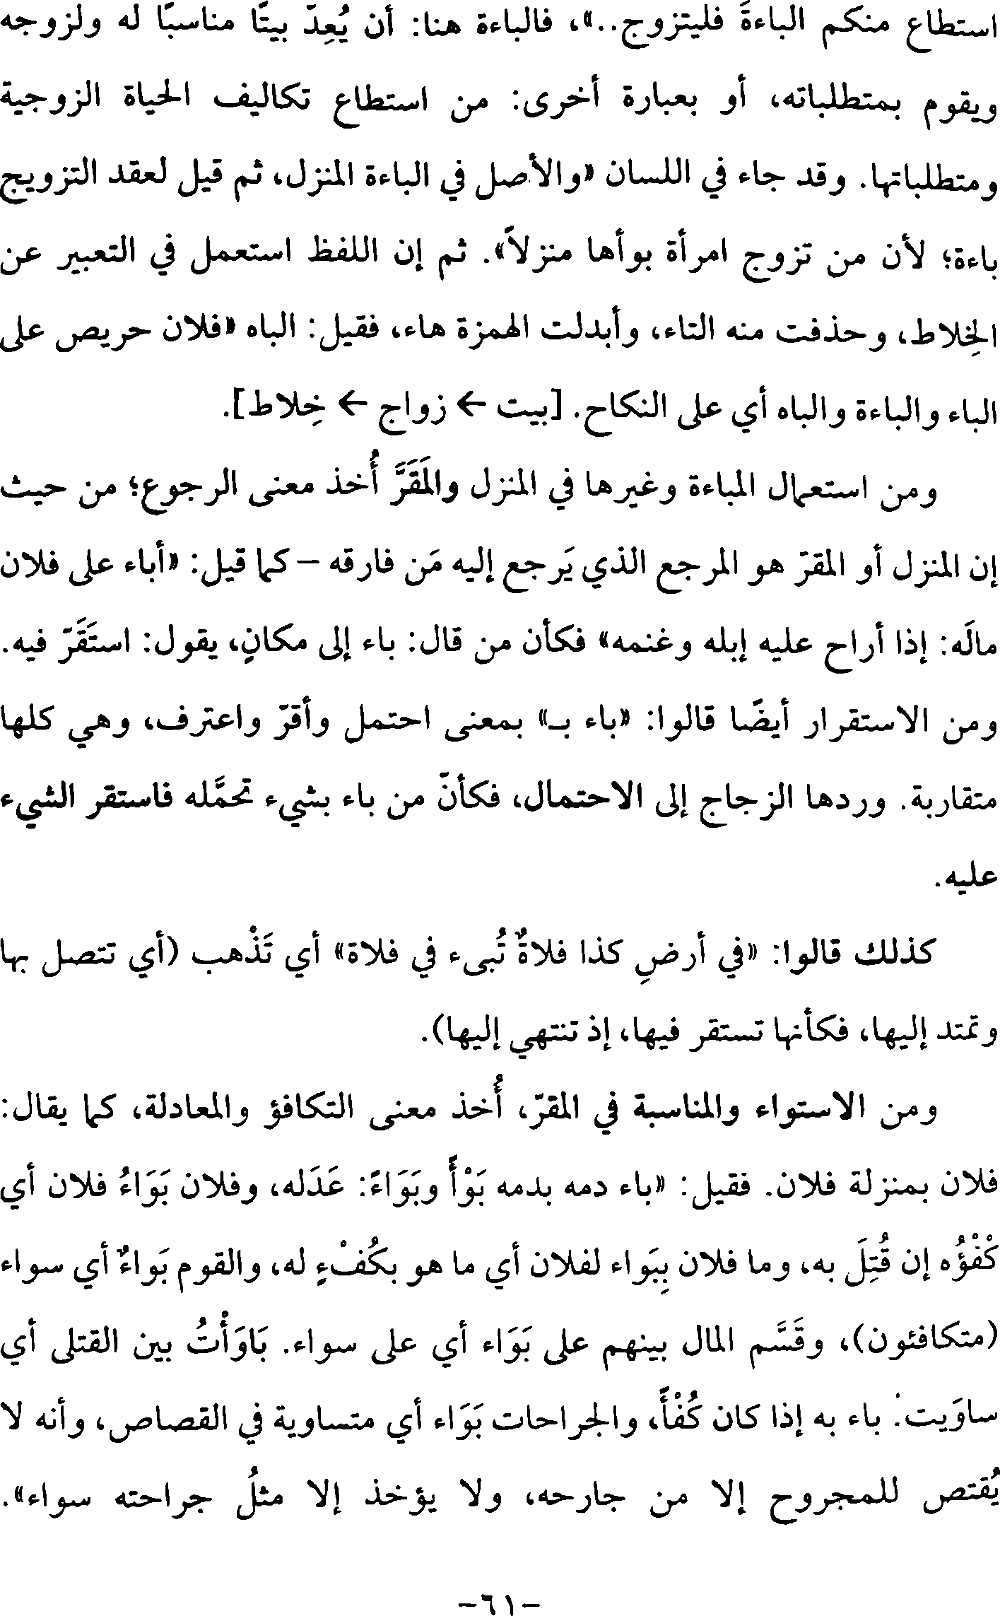 استطاع منكم الباءةَ فليتزوج..»، فالباءة هنا: أن يُعِدّ بيتًا مناسبًا له ولزوجه
ويقوم بمتطلباته، أو بعبارة أخرى: من استطاع تكاليف الحياة الزوجية
ومتطلباتها. وقد جاء في اللسان «والأصل في الباءة المنزل، ثم قيل لعقد التزويج
باءة؛ لأن من تزوج امرأة بوأها منزلاً». ثم إن اللفظ استعمل في التعبير عن
الخِلاط، وحذفت منه التاء، وأبدلت الهمزة هاء، فقيل: الباه «فلان حريص على
الباء والباءة والباه أي على النكاح. [بيت ← زواج ← خِلاط].
ومن استعمال المباءة وغيرها في المنزل والمَقَرَّ أُخذ معنى الرجوع؛ من حيث
إن المنزل أو المقرّ هو المرجع الذي يَرجع إليه مَن فارقه – كما قيل: «أباء على فلان
مالَه: إذا أراح عليه إبله وغنمه» فكأن من قال: باء إلى مكانٍ، يقول: استَقَرّ فيه.
ومن الاستقرار أيضًا قالوا: «باء بـ» بمعنى احتمل وأقرّ واعترف، وهي كلها
متقاربة. وردها الزجاج إلى الاحتمال، فكأنّ من باء بشيء تحمَّله فاستقر الشيء
عليه.
كذلك قالوا: «في أرضِ كذا فلاةٌ تُبيء في فلاة» أي تَذْهب (أي تتصل بها
وتمتد إليها، فكأنها تستقر فيها، إذ تنتهي إليها).
ومن الاستواء والمناسبة في المقرّ، أُخذ معنى التكافؤ والمعادلة، كما يقال:
فلان بمنزلة فلان. فقيل: «باء دمه بدمه بَوْأً وبَوَاءً: عَدَله، وفلان بَوَاءُ فلان أي
كْفْؤُه إن قُتِلَ به، وما فلان بِبَواء لفلان أي ما هو بكُفْءٍ له، والقوم بَواءٌ أي سواء
(متكافئون)، وقَسَّم المال بينهم على بَوَاء أي على سواء. بَاوَأْتُ بين القتلى أي
ساوَيت. باء به إذا كان كُفْأً، والجراحات بَوَاء أي متساوية في القصاص، وأنه لا
يُقتص للمجروح إلا من جارحه، ولا يؤخذ إلا مثلُ جراحته سواء».
-٦١-